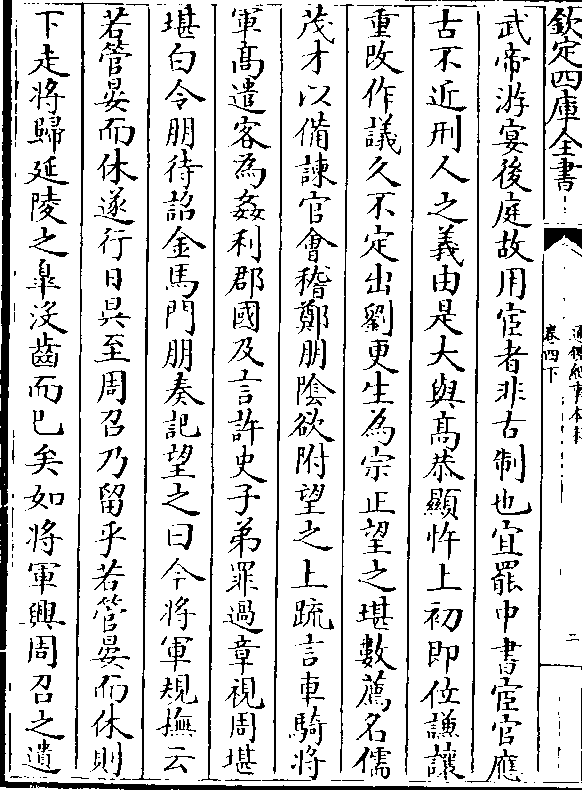 欽定四庫全書
通鑑紀事本末
卷四下
二
武帝游宴後庭故用宦者非古制也宜罷中書宦官應
古不近刑人之義由是大與髙恭顯忤上初即位謙讓
重改作議久不定出劉更生為宗正望之堪數薦名儒
茂才以備諫官會稽鄭朋隂欲附望之上疏言車騎將
軍髙遣客為姦利郡國及言許史子弟罪過章視周堪
堪白令朋待詔金馬門朋奏記望之曰今將軍規撫云
若管晏而休遂行日昃至周召乃留乎若管晏而休則
下走將歸延陵之臯沒齒而已矣如將軍興周召之遺